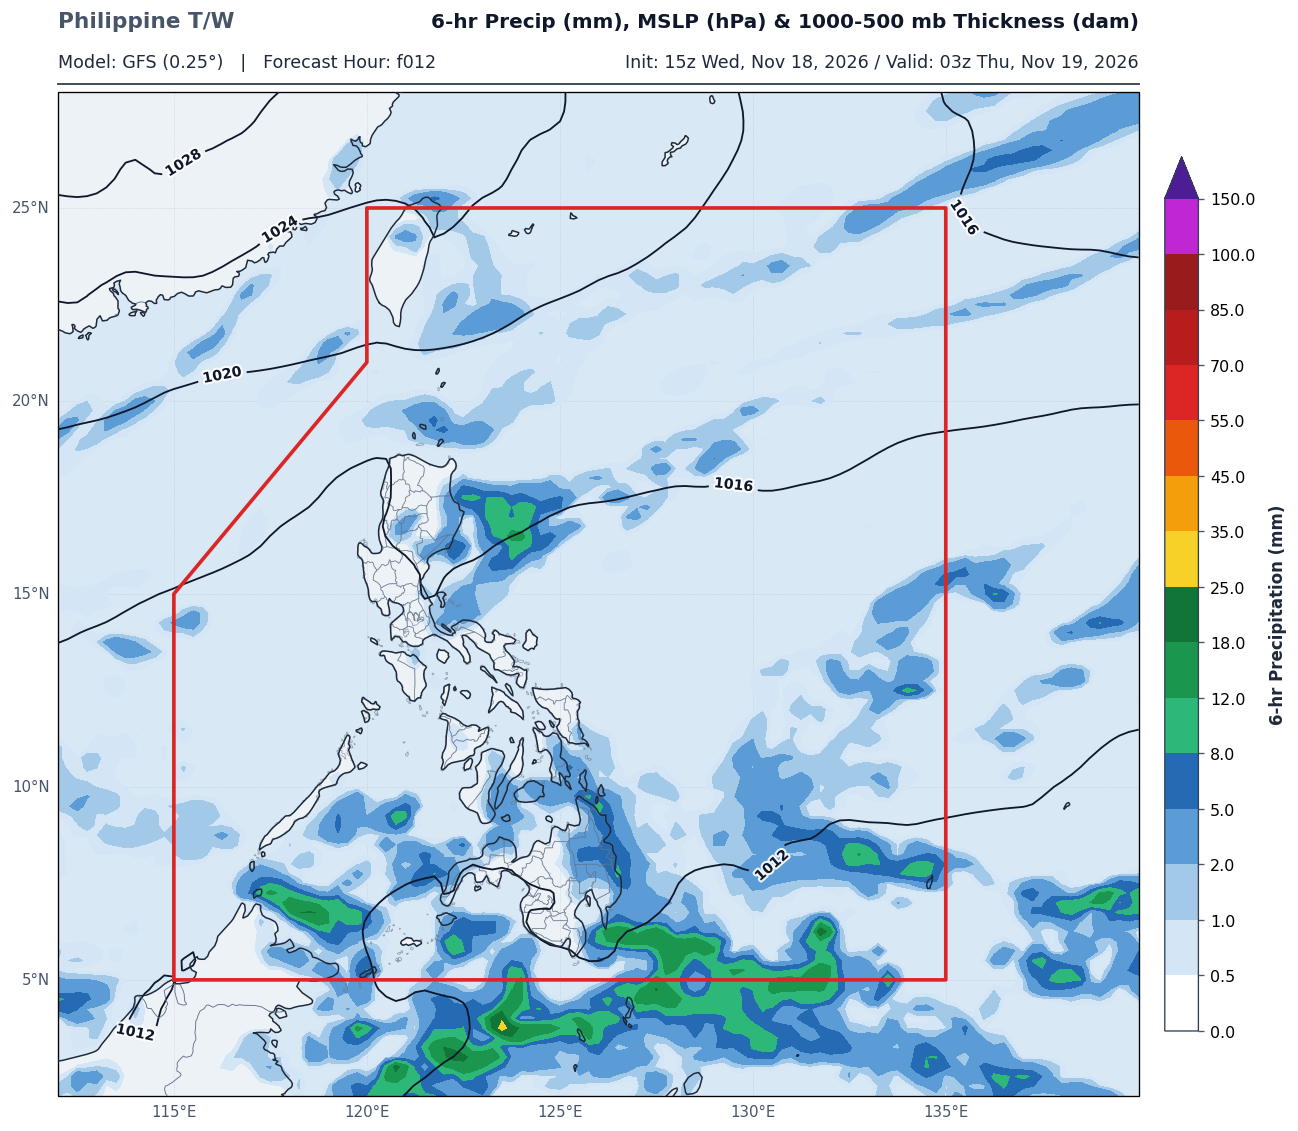 Philippine T/W
6-hr Precip (mm), MSLP (hPa) & 1000-500 mb Thickness (dam)
Model: GFS (0.25°) | Forecast Hour: f012
Init: 15z Wed, Nov 18, 2026 / Valid: 03z Thu, Nov 19, 2026
1028
1024
1020
1016
1016
1012
1012
25°N
20°N
15°N
10°N
5°N
115°E
120°E
125°E
130°E
135°E
150.0
100.0
85.0
70.0
55.0
45.0
35.0
25.0
18.0
12.0
8.0
5.0
2.0
1.0
0.5
0.0
6-hr Precipitation (mm)